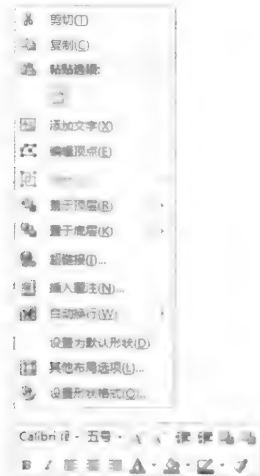 剪切(T)
复制(C)
粘贴选项:
添加文字(X)
编辑顶点(E)
置于顶层(R)
置于底层(K)
超链接(I)...
插入题注(N)...
自动换行(W)
设置为默认形状(D)
其他布局选项(L)...
设置形状格式(O)...
Calibri 五号
B I A